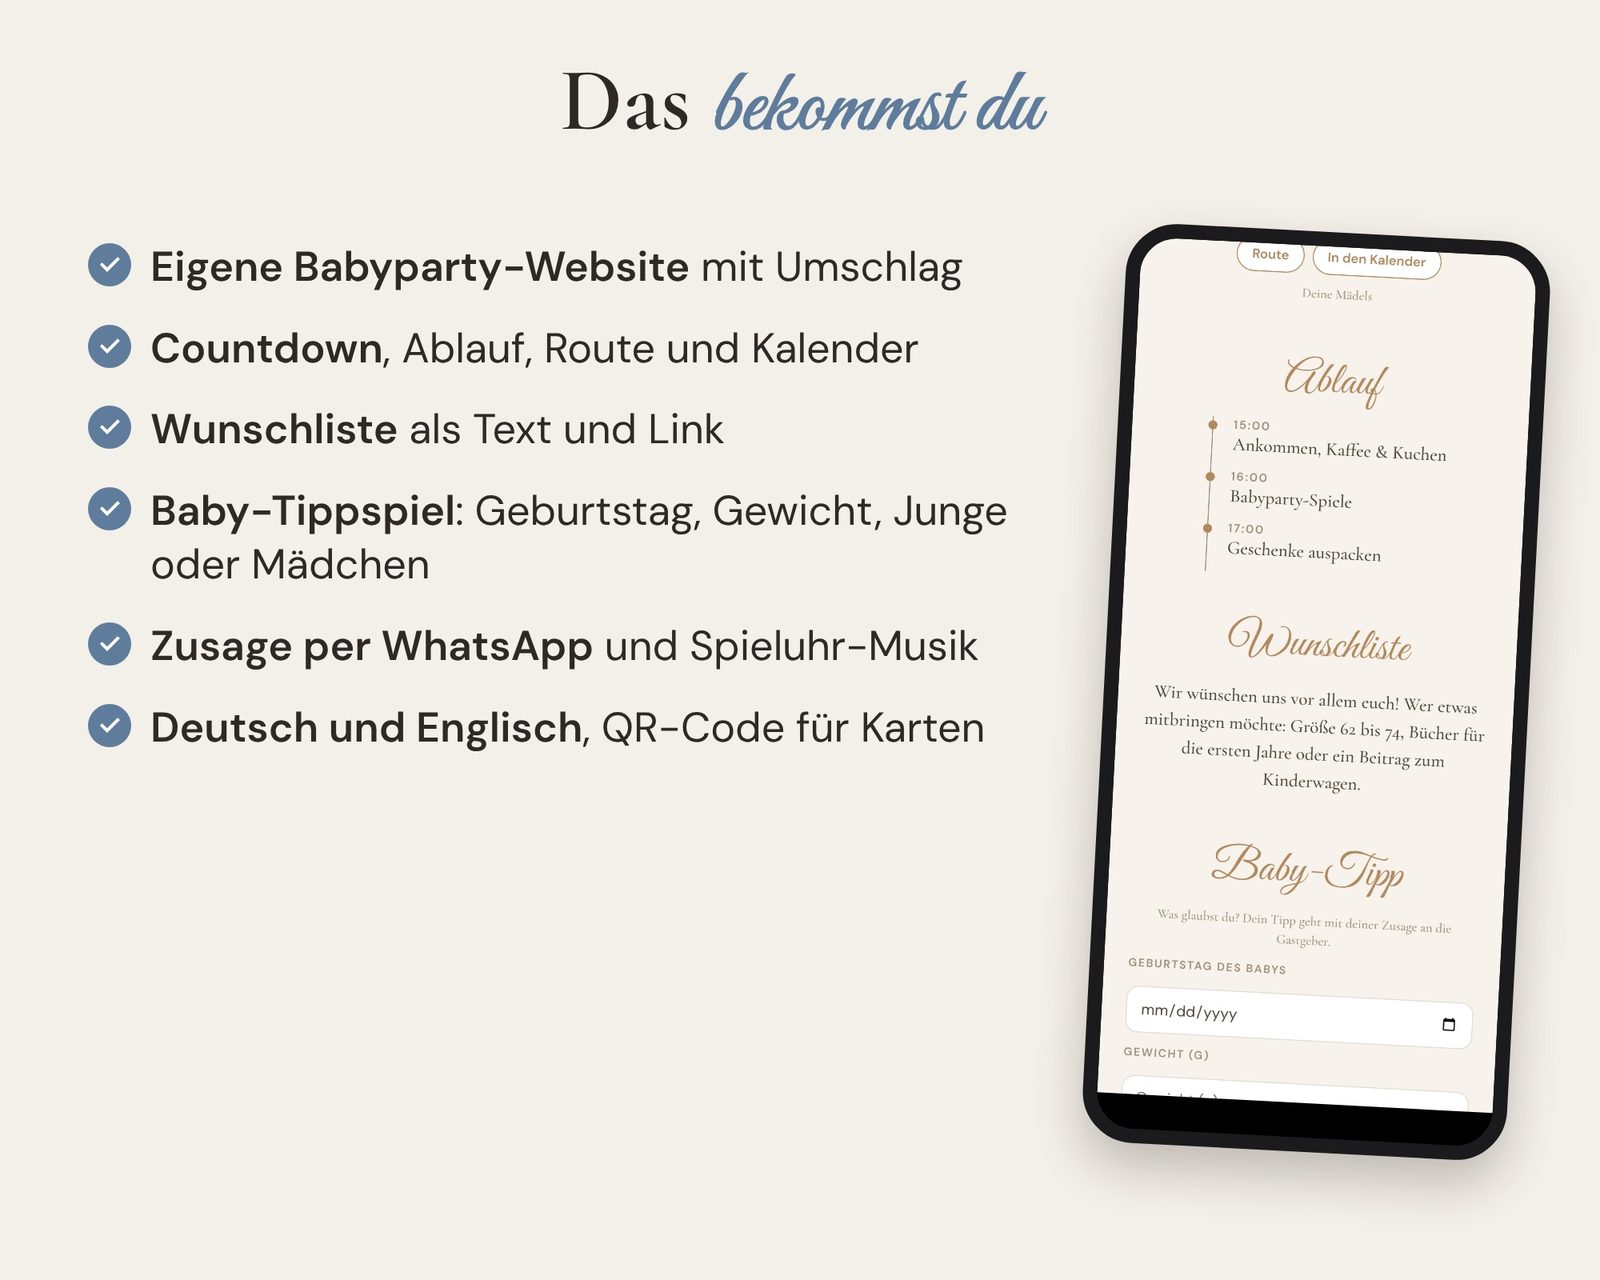 Das bekommst du
Eigene Babyparty-Website mit Umschlag
Countdown, Ablauf, Route und Kalender
Wunschliste als Text und Link
Baby-Tippspiel: Geburtstag, Gewicht, Junge
oder Mädchen
Zusage per WhatsApp und Spieluhr-Musik
Deutsch und Englisch, QR-Code für Karten
Route
In den Kalender
Deine Mädels
Ablauf
15:00
Ankommen, Kaffee & Kuchen
16:00
Babyparty-Spiele
17:00
Geschenke auspacken
Wunschliste
Wir wünschen uns vor allem euch! Wer etwas
mitbringen möchte: Größe 62 bis 74, Bücher für
die ersten Jahre oder ein Beitrag zum
Kinderwagen.
Baby-Tipp
Was glaubst du? Dein Tipp geht mit deiner Zusage an die
Gastgeber.
GEBURTSTAG DES BABYS
mm/dd/yyyy
GEWICHT (G)